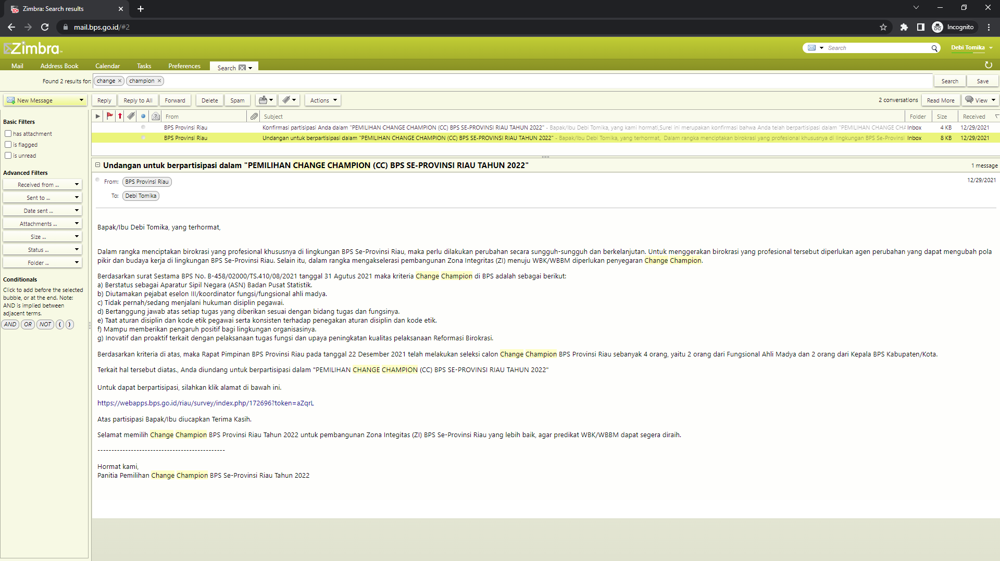 Zimbra: Search results
mail.bps.go.id/#2
Incognito
Zimbra
Search
Debi Tomika
Mail Address Book Calendar Tasks Preferences Search
Found 2 results for: change × champion × Search Save
New Message Reply Reply to All Forward Delete Spam Actions 2 conversations Read More View
From Subject Folder Size Received
BPS Provinsi Riau Konfirmasi partisipasi Anda dalam "PEMILIHAN CHANGE CHAMPION (CC) BPS SE-PROVINSI RIAU TAHUN 2022" - Bapak/Ibu Debi Tomika, yang kami hormati,Surel ini merupakan konfirmasi bahwa Anda telah berpartisipasi dalam "PEMILIHAN CHANGE CHA Inbox 4 KB 12/29/2021
BPS Provinsi Riau Undangan untuk berpartisipasi dalam "PEMILIHAN CHANGE CHAMPION (CC) BPS SE-PROVINSI RIAU TAHUN 2022" - Bapak/Ibu Debi Tomika, yang terhormat, Dalam rangka menciptakan birokrasi yang profesional khususnya di lingkungan BPS Se-Provinsi Inbox 8 KB 12/29/2021
Basic Filters
has attachment
is flagged
is unread
Advanced Filters
Received from ...
Sent to ...
Date sent ...
Attachments ...
Size ...
Status ...
Folder ...
Conditionals
Click to add before the selected
bubble, or at the end. Note:
AND is implied between
adjacent terms.
AND OR NOT ( )
Undangan untuk berpartisipasi dalam "PEMILIHAN CHANGE CHAMPION (CC) BPS SE-PROVINSI RIAU TAHUN 2022" 1 message
From: BPS Provinsi Riau 12/29/2021
To: Debi Tomika
Bapak/Ibu Debi Tomika, yang terhormat,
Dalam rangka menciptakan birokrasi yang profesional khususnya di lingkungan BPS Se-Provinsi Riau, maka perlu dilakukan perubahan secara sungguh-sungguh dan berkelanjutan. Untuk menggerakan birokrasi yang profesional tersebut diperlukan agen perubahan yang dapat mengubah pola
pikir dan budaya kerja di lingkungan BPS Se-Provinsi Riau. Selain itu, dalam rangka mengakselerasi pembangunan Zona Integritas (ZI) menuju WBK/WBBM diperlukan penyegaran Change Champion.
Berdasarkan surat Sestama BPS No. B-458/02000/TS.410/08/2021 tanggal 31 Agutus 2021 maka kriteria Change Champion di BPS adalah sebagai berikut:
a) Berstatus sebagai Aparatur Sipil Negara (ASN) Badan Pusat Statistik.
b) Diutamakan pejabat eselon III/koordinator fungsi/fungsional ahli madya.
c) Tidak pernah/sedang menjalani hukuman disiplin pegawai.
d) Bertanggung jawab atas setiap tugas yang diberikan sesuai dengan bidang tugas dan fungsinya.
e) Taat aturan disiplin dan kode etik pegawai serta konsisten terhadap penegakan aturan disiplin dan kode etik.
f) Mampu memberikan pengaruh positif bagi lingkungan organisasinya.
g) Inovatif dan proaktif terkait dengan pelaksanaan tugas fungsi dan upaya peningkatan kualitas pelaksanaan Reformasi Birokrasi.
Berdasarkan kriteria di atas, maka Rapat Pimpinan BPS Provinsi Riau pada tanggal 22 Desember 2021 telah melakukan seleksi calon Change Champion BPS Provinsi Riau sebanyak 4 orang, yaitu 2 orang dari Fungsional Ahli Madya dan 2 orang dari Kepala BPS Kabupaten/Kota.
Terkait hal tersebut diatas., Anda diundang untuk berpartisipasi dalam "PEMILIHAN CHANGE CHAMPION (CC) BPS SE-PROVINSI RIAU TAHUN 2022"
Untuk dapat berpartisipasi, silahkan klik alamat di bawah ini.
https://webapps.bps.go.id/riau/survey/index.php/172696?token=aZqrL
Atas partisipasi Bapak/Ibu diucapkan Terima Kasih.
Selamat memilih Change Champion BPS Provinsi Riau Tahun 2022 untuk pembangunan Zona Integitas (ZI) BPS Se-Provinsi Riau yang lebih baik, agar predikat WBK/WBBM dapat segera diraih.
----------------------------------------------
Hormat kami,
Panitia Pemilihan Change Champion BPS Se-Provinsi Riau Tahun 2022